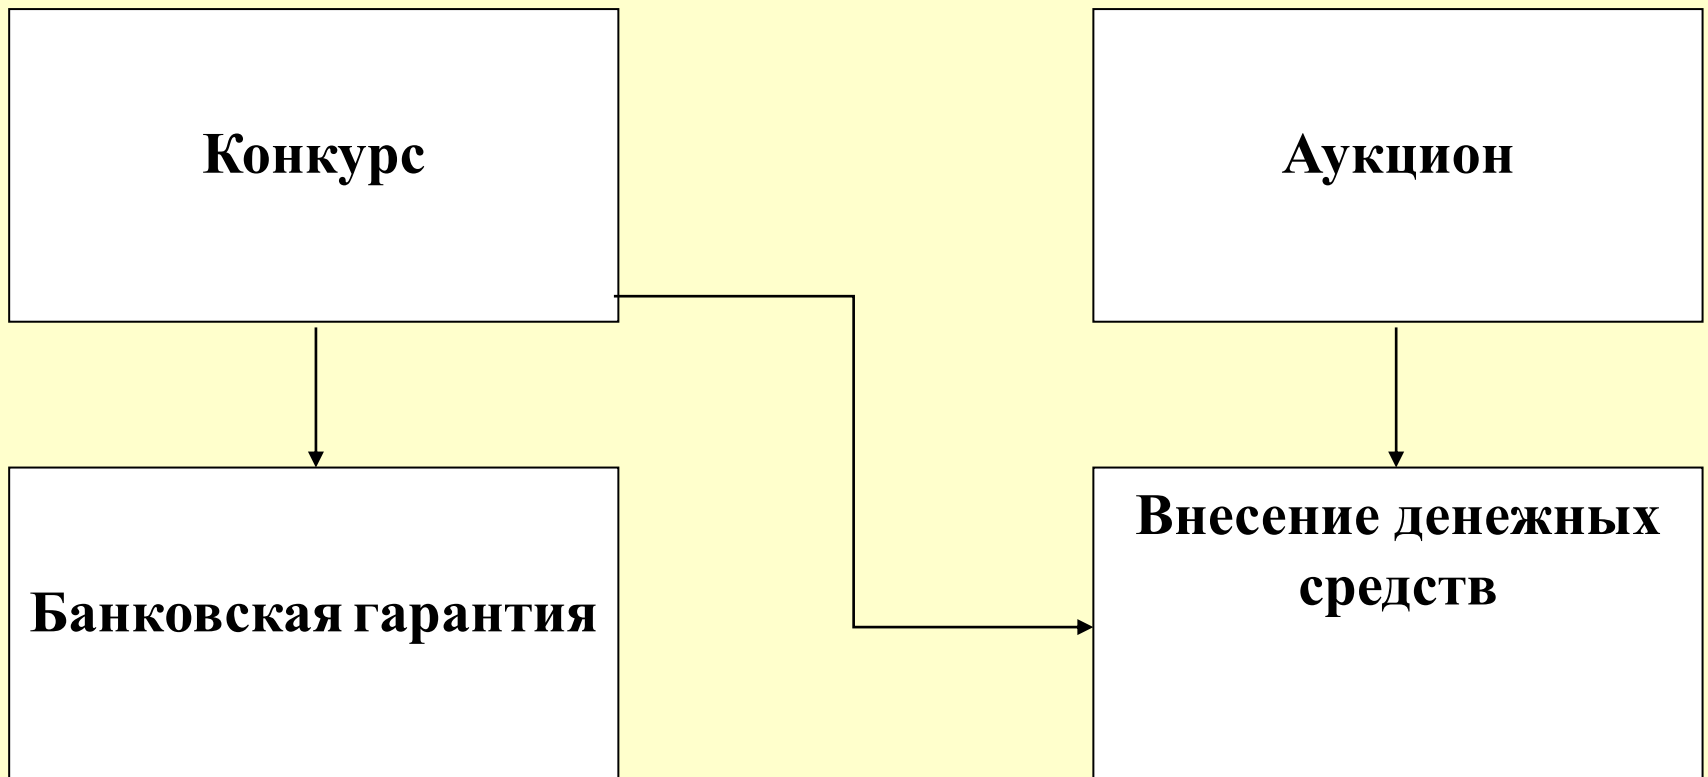 Конкурс
Аукцион
Банковская гарантия
Внесение денежных
средств